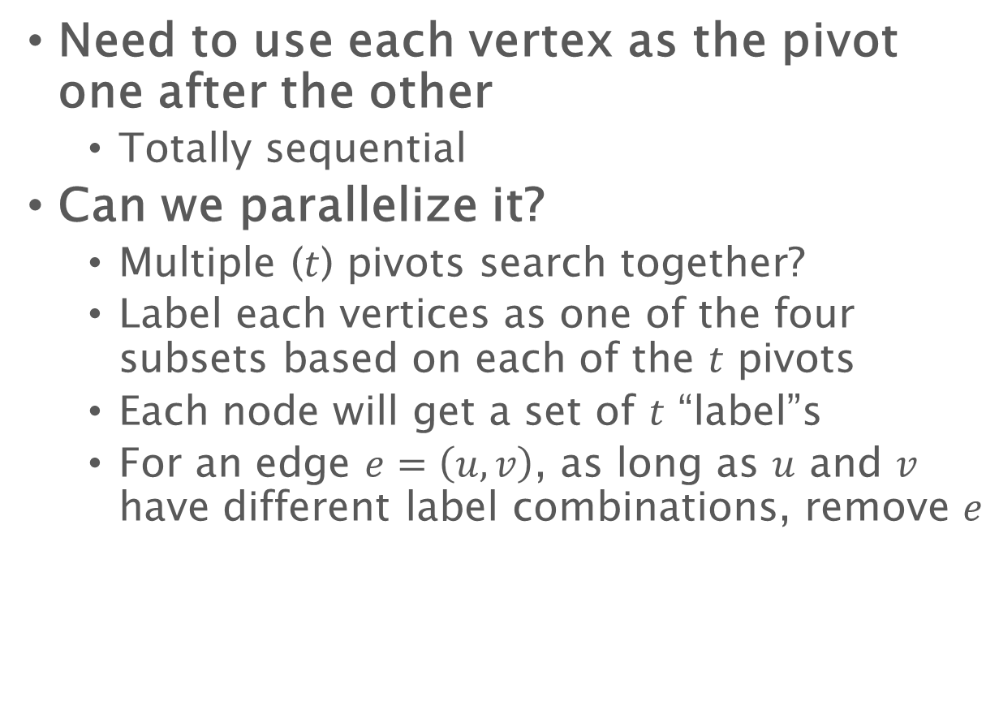 • Need to use each vertex as the pivot
one after the other
• Totally sequential
• Can we parallelize it?
• Multiple (t) pivots search together?
• Label each vertices as one of the four
subsets based on each of the t pivots
• Each node will get a set of t “label”s
• For an edge e = (u, v), as long as u and v
have different label combinations, remove e